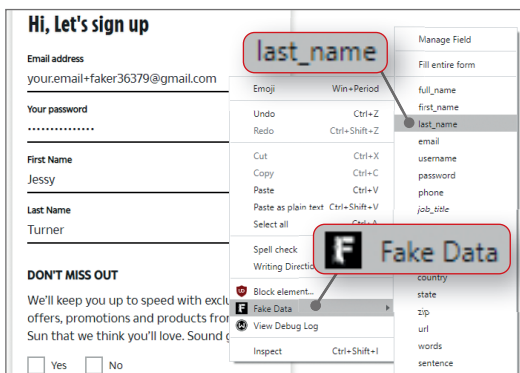 Hi, Let's sign up
Email address
your.email+faker36379@gmail.com
Your password
...............
First Name
Jessy
Last Name
Turner
DON'T MISS OUT
We'll keep you up to speed with
offers, promotions and products
Sun that we think you'll love. Sound
Yes No
last_name
Emoji Win+Period
Undo Ctrl+Z
Redo Ctrl+Shift+Z
Cut Ctrl+X
Copy Ctrl+C
Paste Ctrl+V
Paste as plain text Ctrl+Shift+V
Select all Ctrl+A
Spell check
Writing Directio
Block element...
Fake Data
View Debug Log
Inspect Ctrl+Shift+I
F Fake Data
Manage Field
Fill entire form
full_name
first_name
last_name
email
username
password
phone
job_title
country
state
zip
url
words
sentence